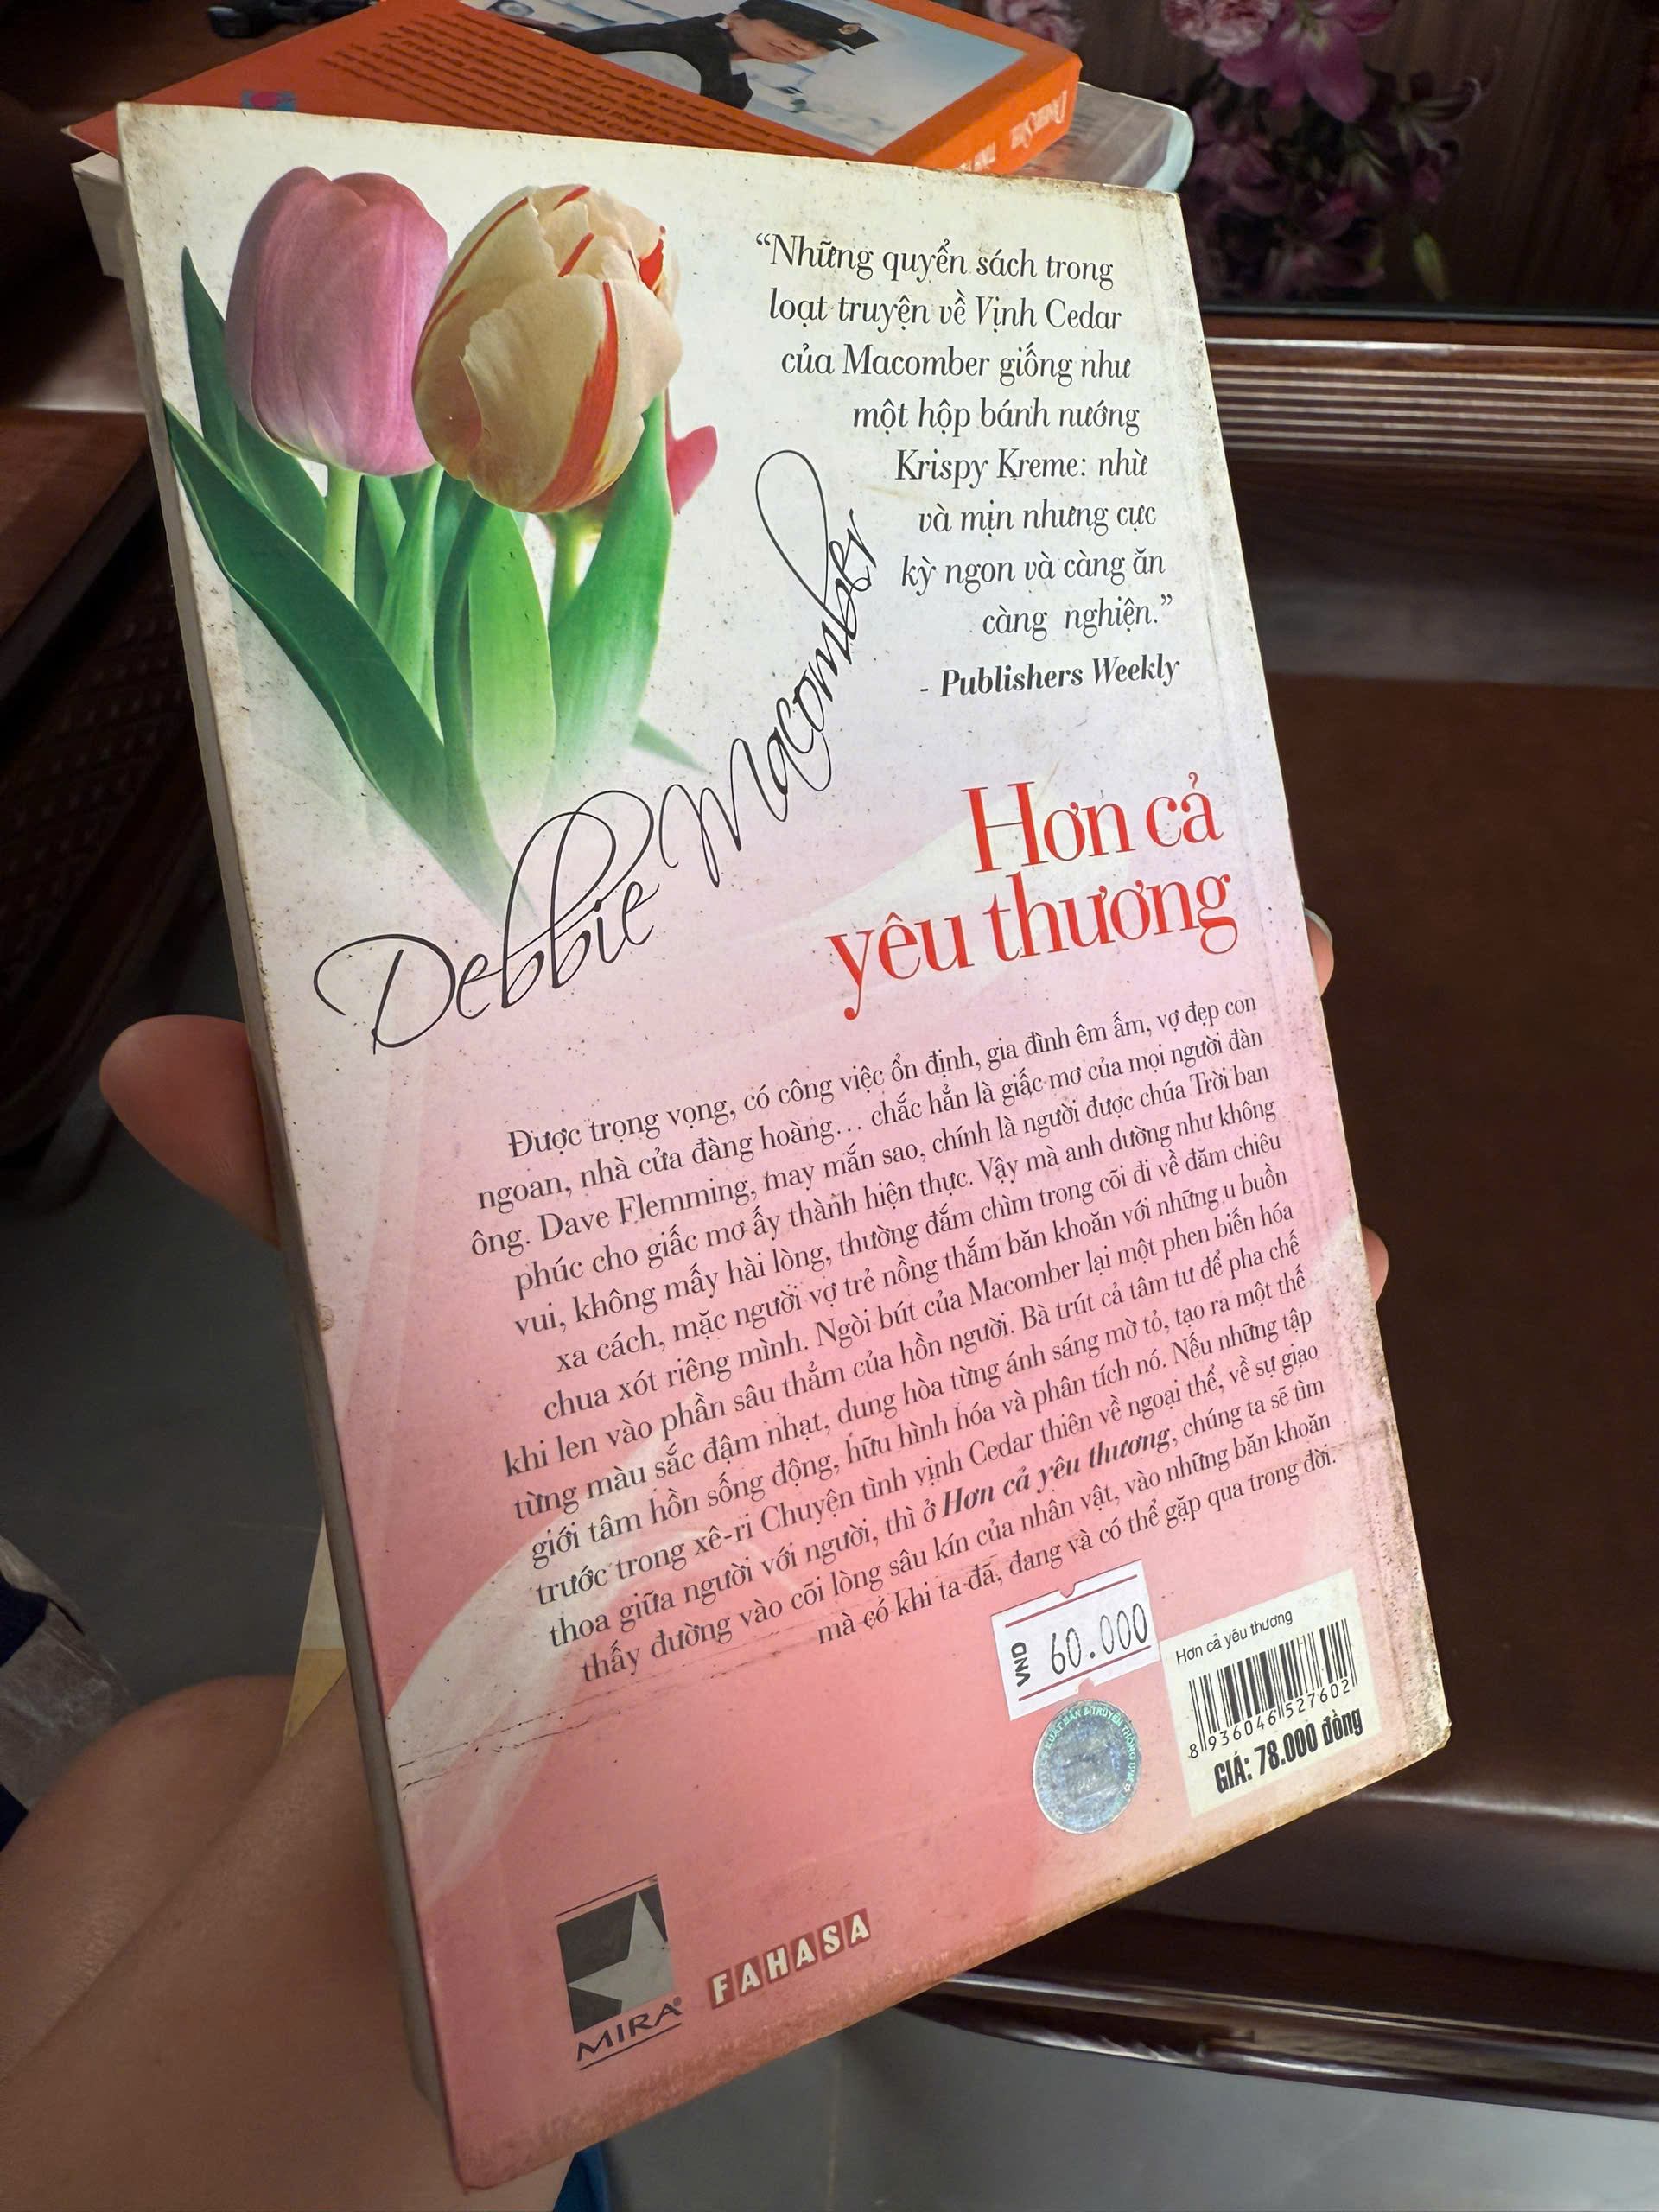 “Những quyển sách trong
loạt truyện về Vịnh Cedar
của Macomber giống như
một hộp bánh nướng
Krispy Kreme: nhừ
và mịn nhưng cực
kỳ ngon và càng ăn
càng nghiện.”
- Publishers Weekly
Debbie Macomber
Hơn cả
yêu thương
Được trọng vọng, có công việc ổn định, gia đình êm ấm, vợ đẹp con
ngoan, nhà cửa đàng hoàng... chắc hẳn là giấc mơ của mọi người đàn
ông. Dave Flemming, may mắn sao, chính là người được chúa Trời ban
phúc cho giấc mơ ấy thành hiện thực. Vậy mà anh dường như không
vui, không mấy hài lòng, thường đắm chìm trong cõi đi về đăm chiêu
xa cách, mặc người vợ trẻ nồng thắm băn khoăn với những u buồn
chua xót riêng mình. Ngòi bút của Macomber lại một phen biến hóa
khi len vào phần sâu thẳm của hồn người. Bà trút cả tâm tư để pha chế
từng màu sắc đậm nhạt, dung hòa từng ánh sáng mờ tỏ, tạo ra một thế
giới tâm hồn sống động, hữu hình hóa và phân tích nó. Nếu những tập
trước trong xê-ri Chuyện tình vịnh Cedar thiên về ngoại thể, về sự giao
thoa giữa người với người, thì ở Hơn cả yêu thương, chúng ta sẽ tìm
thấy đường vào cõi lòng sâu kín của nhân vật, vào những băn khoăn
mà có khi ta đã, đang và có thể gặp qua trong đời.
VND 60.000
Hơn cả yêu thương
8 936046 527602
GIÁ: 78.000 đồng
MIRA®
FAHASA